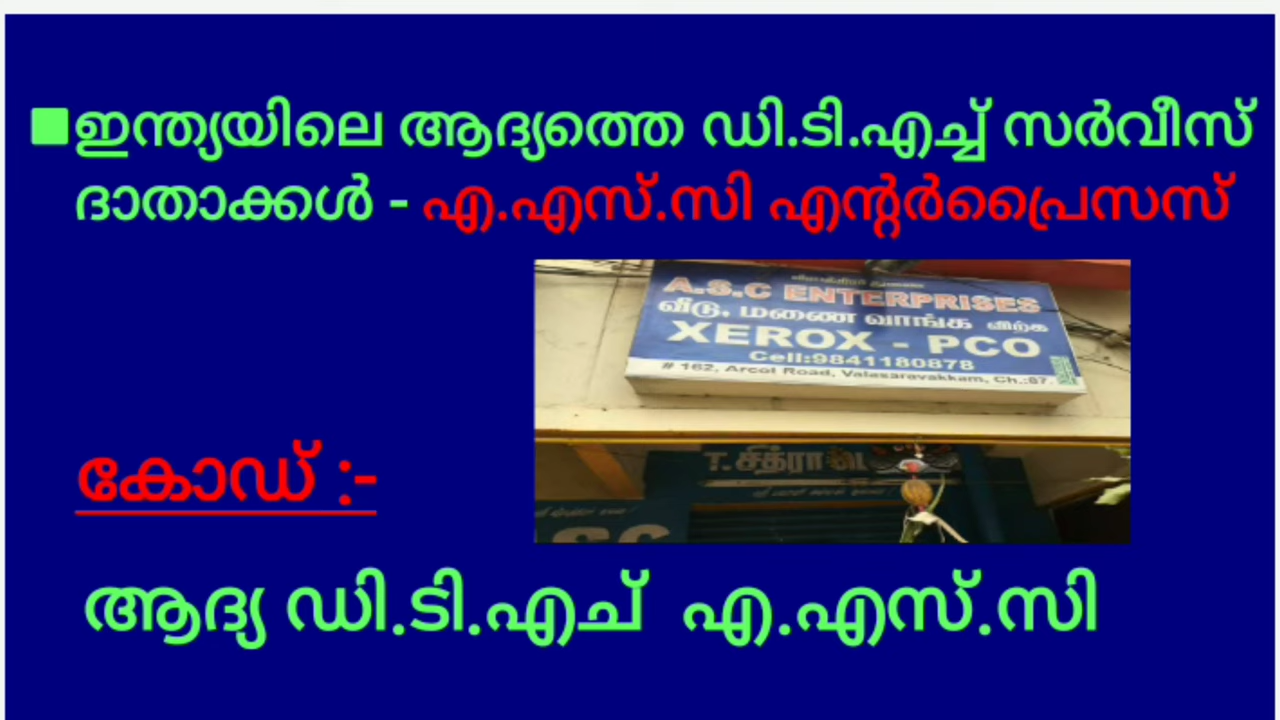 ഇന്ത്യയിലെ ആദ്യത്തെ ഡി.ടി.എച്ച് സർവീസ്
ദാതാക്കൾ - എ.എസ്.സി എന്റർപ്രൈസസ്
A.S.C ENTERPRISES
வீடு, மணை வாங்க விற்க
XEROX - PCO
Cell:9841180878
# 162, Arcot Road, Valasaravakkam, Ch.:87.
T. சித்ரா
കോഡ് :-
ആദ്യ ഡി.ടി.എച് എ.എസ്.സി